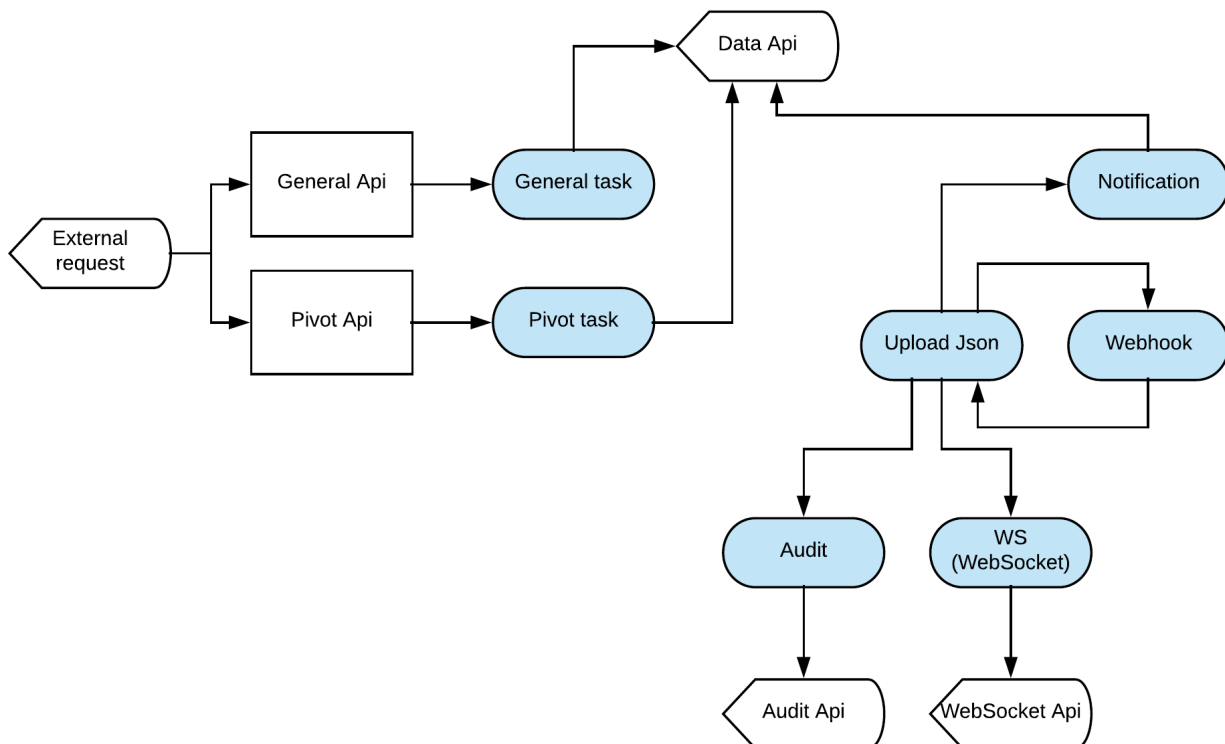 Data Api
General Api
General task
Notification
External
request
Pivot Api
Pivot task
Upload Json
Webhook
Audit
WS
(WebSocket)
Audit Api
WebSocket Api